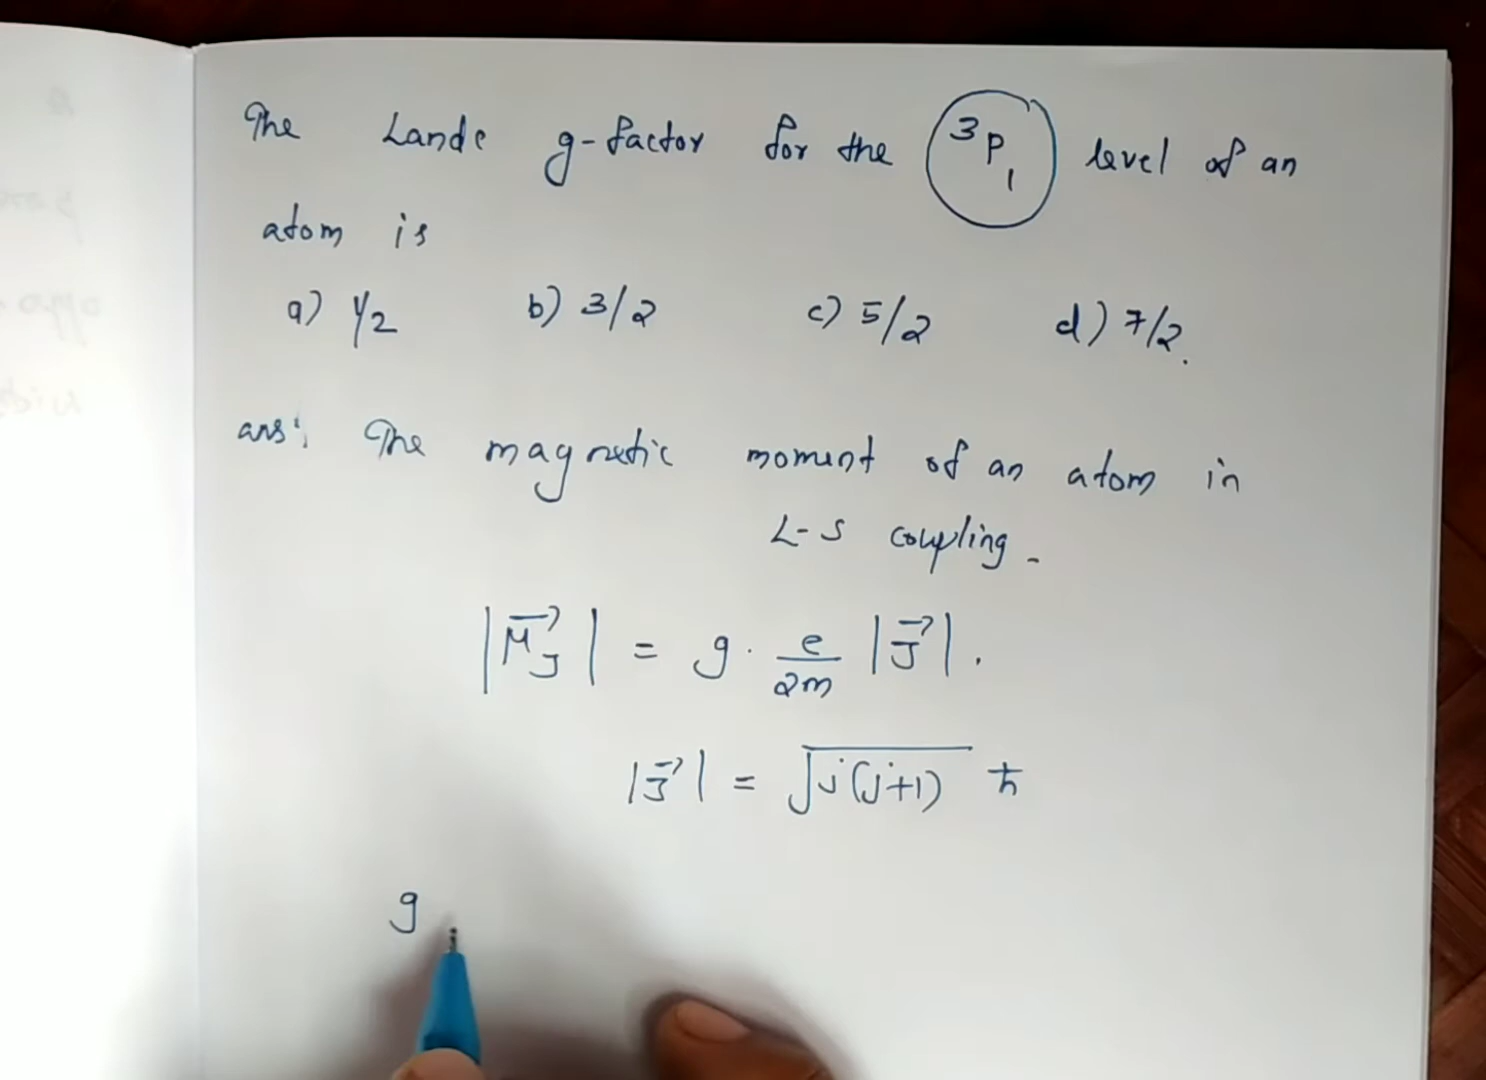 The Lande g-factor for the ³P₁ level of an
atom is
a) 1/2 b) 3/2 c) 5/2 d) 7/2.
ans: The magnetic moment of an atom in
L-S coupling.
|μ⃗_J| = g · e/2m |J⃗|.
|J⃗| = √j(j+1) ℏ
g